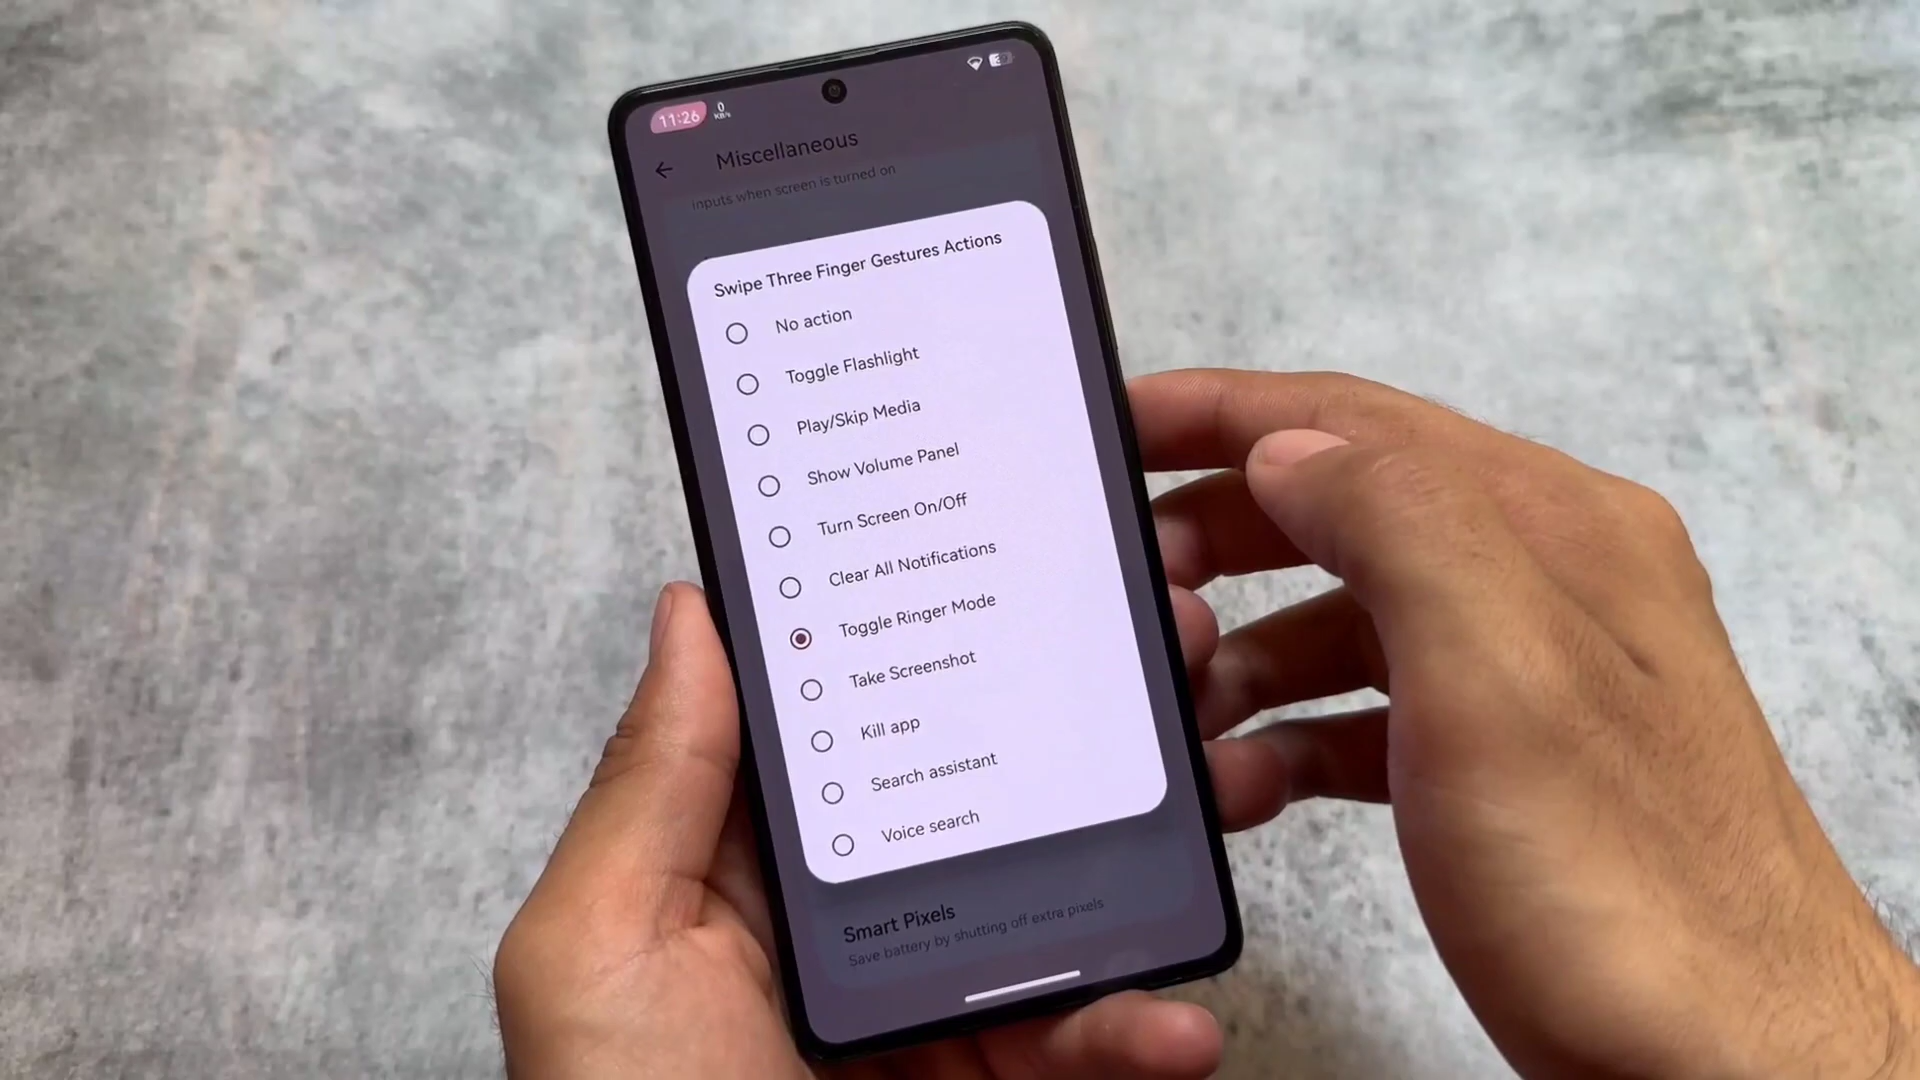 11:26
0
KB/s
Miscellaneous
inputs when screen is turned on
Swipe Three Finger Gestures Actions
No action
Toggle Flashlight
Play/Skip Media
Show Volume Panel
Turn Screen On/Off
Clear All Notifications
Toggle Ringer Mode
Take Screenshot
Kill app
Search assistant
Voice search
Smart Pixels
Save battery by shutting off extra pixels